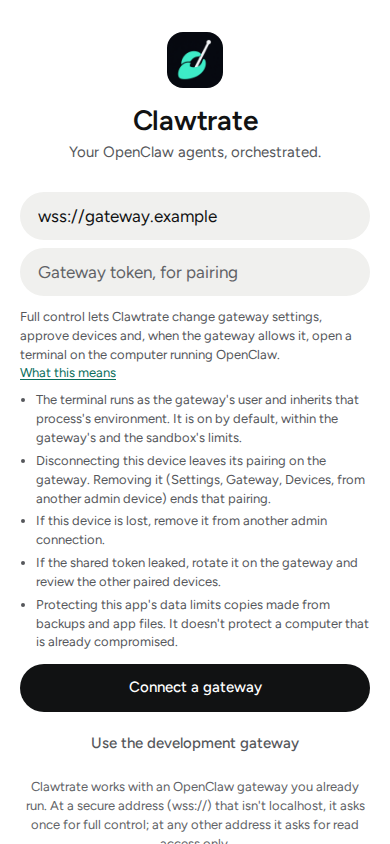 Clawtrate
Your OpenClaw agents, orchestrated.
wss://gateway.example
Gateway token, for pairing
Full control lets Clawtrate change gateway settings,
approve devices and, when the gateway allows it, open a
terminal on the computer running OpenClaw.
What this means
• The terminal runs as the gateway's user and inherits that
process's environment. It is on by default, within the
gateway's and the sandbox's limits.
• Disconnecting this device leaves its pairing on the
gateway. Removing it (Settings, Gateway, Devices, from
another admin device) ends that pairing.
• If this device is lost, remove it from another admin
connection.
• If the shared token leaked, rotate it on the gateway and
review the other paired devices.
• Protecting this app's data limits copies made from
backups and app files. It doesn't protect a computer that
is already compromised.
Connect a gateway
Use the development gateway
Clawtrate works with an OpenClaw gateway you already
run. At a secure address (wss://) that isn't localhost, it asks
once for full control; at any other address it asks for read
access only